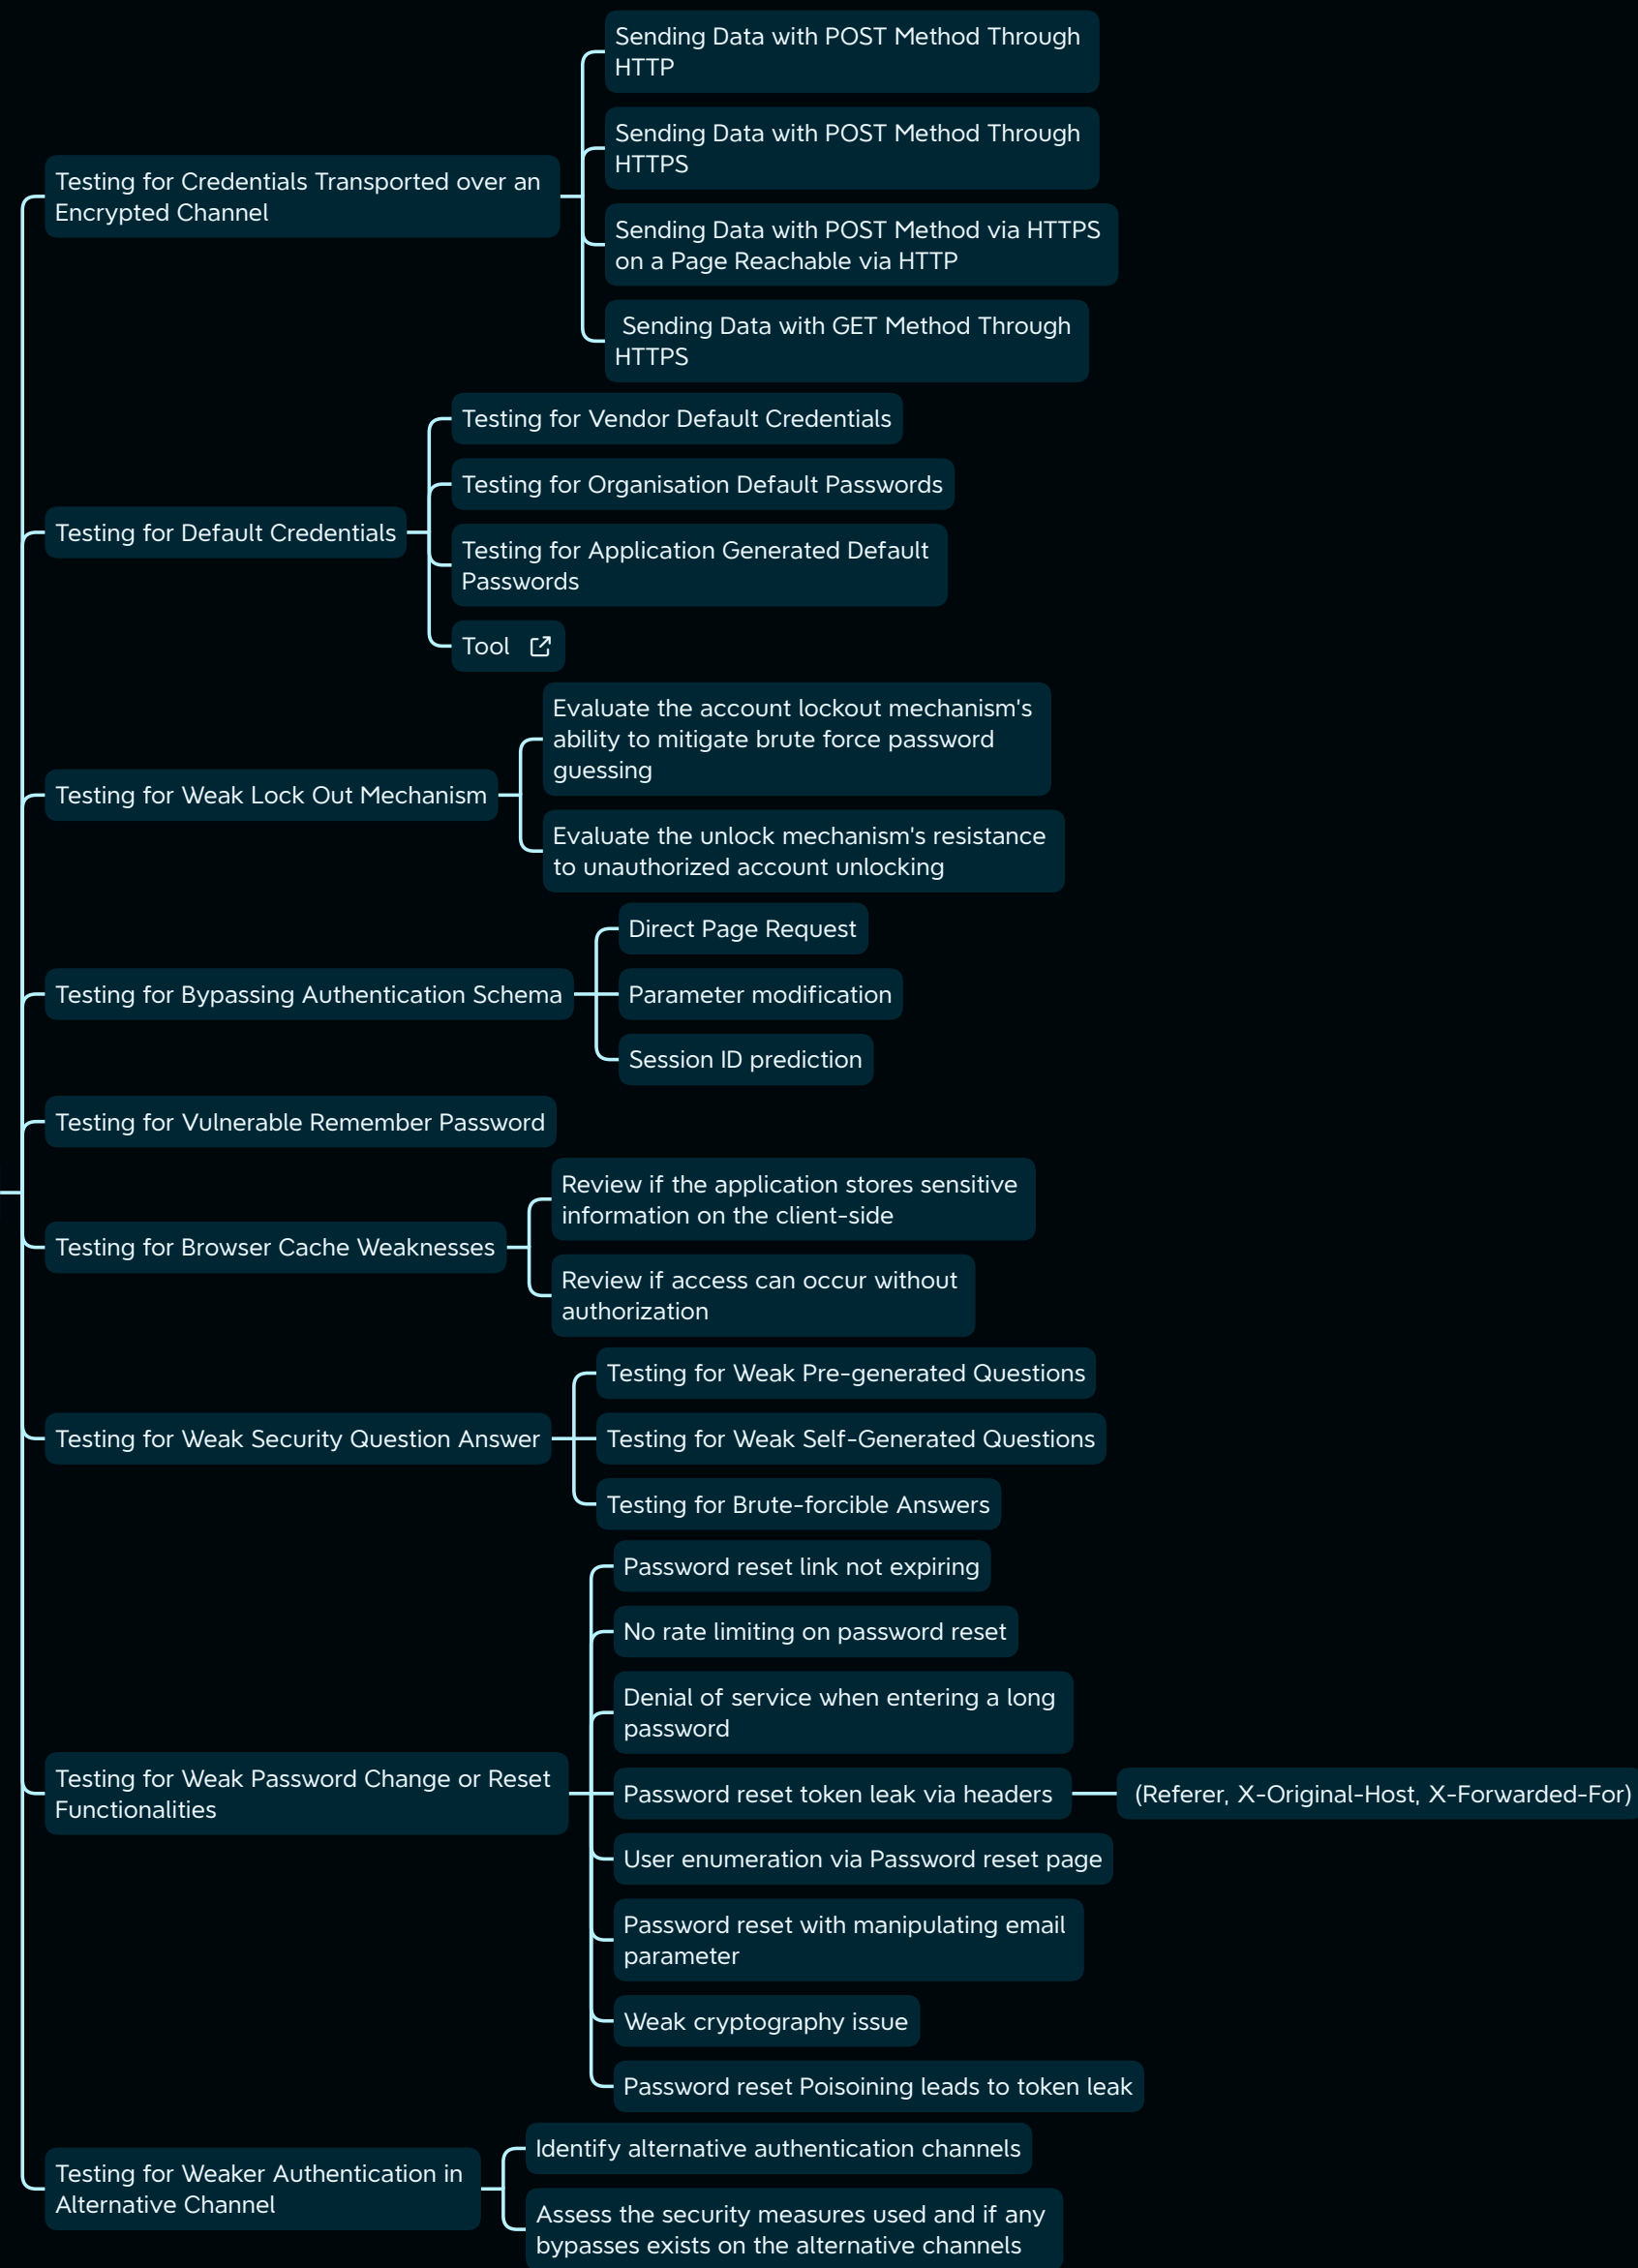 Testing for Credentials Transported over an
Encrypted Channel
Sending Data with POST Method Through
HTTP
Sending Data with POST Method Through
HTTPS
Sending Data with POST Method via HTTPS
on a Page Reachable via HTTP
Sending Data with GET Method Through
HTTPS
Testing for Default Credentials
Testing for Vendor Default Credentials
Testing for Organisation Default Passwords
Testing for Application Generated Default
Passwords
Tool
Testing for Weak Lock Out Mechanism
Evaluate the account lockout mechanism's
ability to mitigate brute force password
guessing
Evaluate the unlock mechanism's resistance
to unauthorized account unlocking
Testing for Bypassing Authentication Schema
Direct Page Request
Parameter modification
Session ID prediction
Testing for Vulnerable Remember Password
Testing for Browser Cache Weaknesses
Review if the application stores sensitive
information on the client-side
Review if access can occur without
authorization
Testing for Weak Security Question Answer
Testing for Weak Pre-generated Questions
Testing for Weak Self-Generated Questions
Testing for Brute-forcible Answers
Testing for Weak Password Change or Reset
Functionalities
Password reset link not expiring
No rate limiting on password reset
Denial of service when entering a long
password
Password reset token leak via headers
(Referer, X-Original-Host, X-Forwarded-For)
User enumeration via Password reset page
Password reset with manipulating email
parameter
Weak cryptography issue
Password reset Poisoining leads to token leak
Testing for Weaker Authentication in
Alternative Channel
Identify alternative authentication channels
Assess the security measures used and if any
bypasses exists on the alternative channels